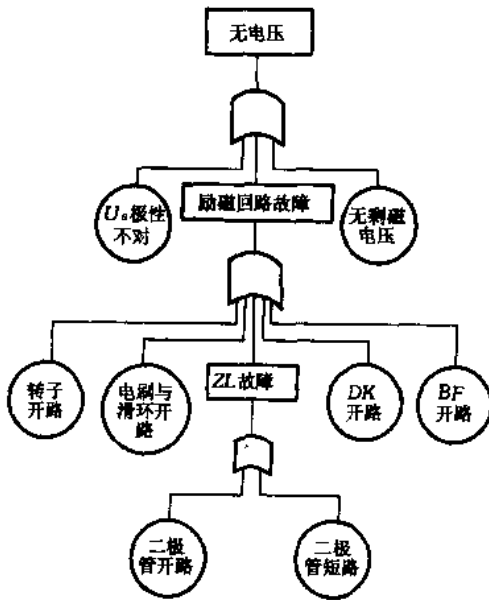 无电压
Us极性
不对
励磁回路故障
无剩磁
电压
转子
开路
电刷与
滑环开
路
ZL故障
DK
开路
BF
开路
二极
管开路
二极
管短路